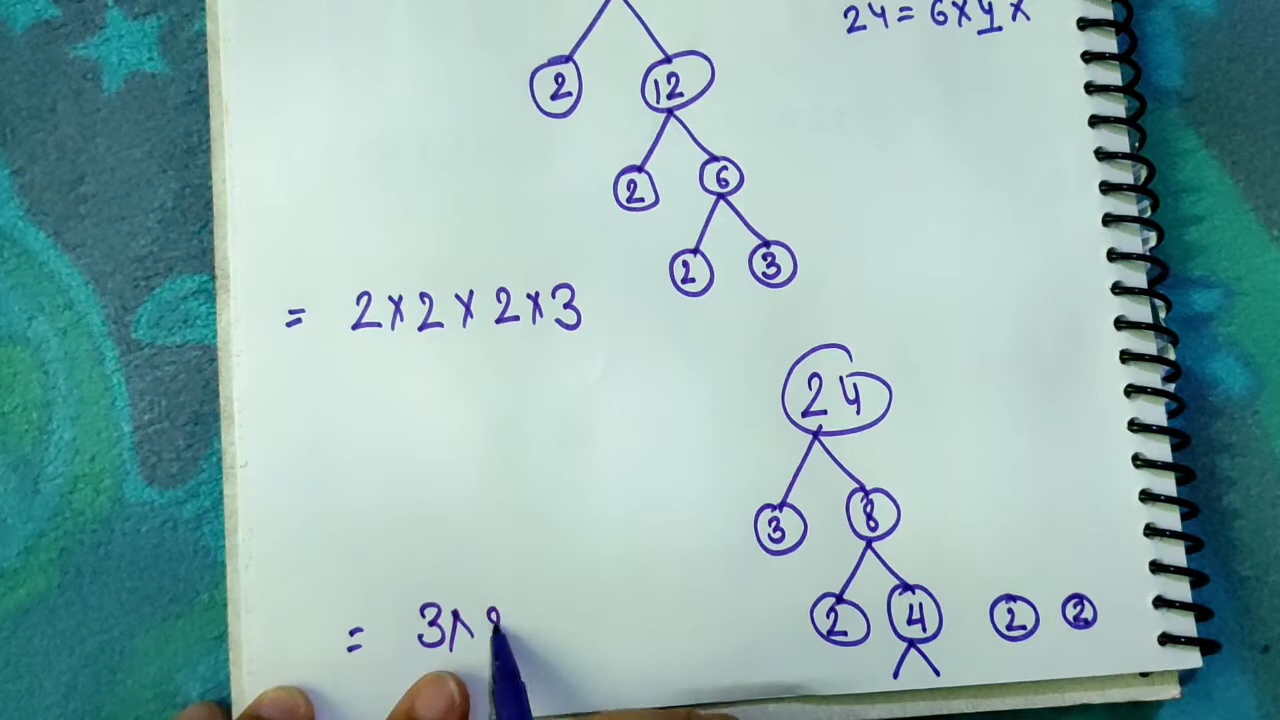 24 = 6 x 4 x
2 12
2 6
2 3
= 2 x 2 x 2 x 3
24
3 8
2 4 2 2
= 3 x 2